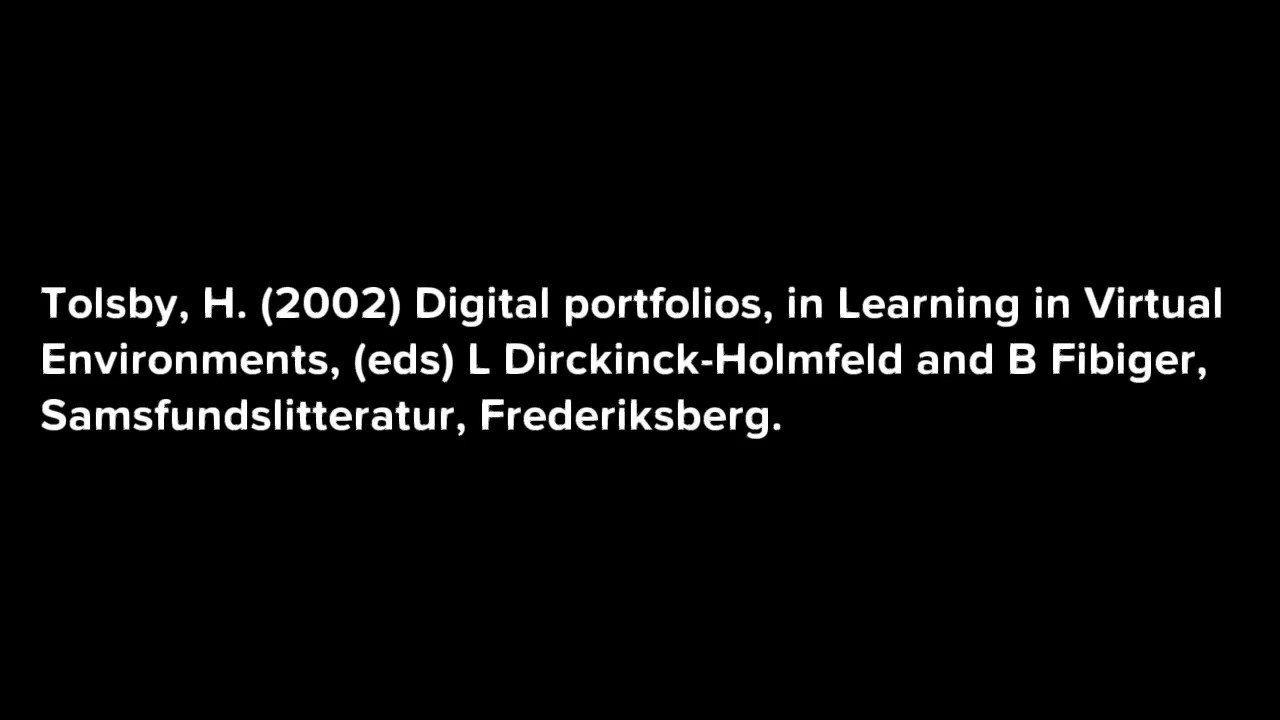 Tolsby, H. (2002) Digital portfolios, in Learning in Virtual
Environments, (eds) L Dirckinck-Holmfeld and B Fibiger,
Samsfundslitteratur, Frederiksberg.